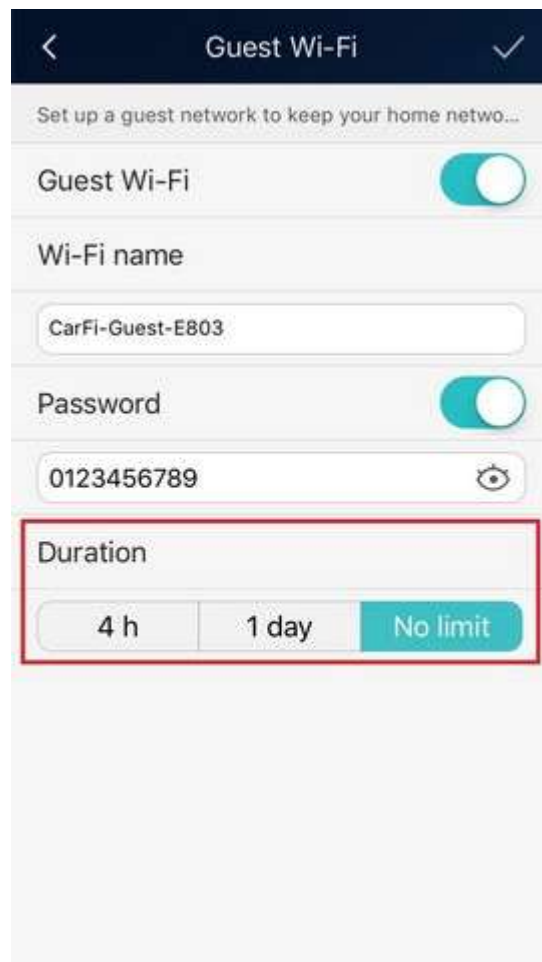 Guest Wi-Fi
Set up a guest network to keep your home netwo...
Guest Wi-Fi
Wi-Fi name
CarFi-Guest-E803
Password
0123456789
Duration
4 h 1 day No limit